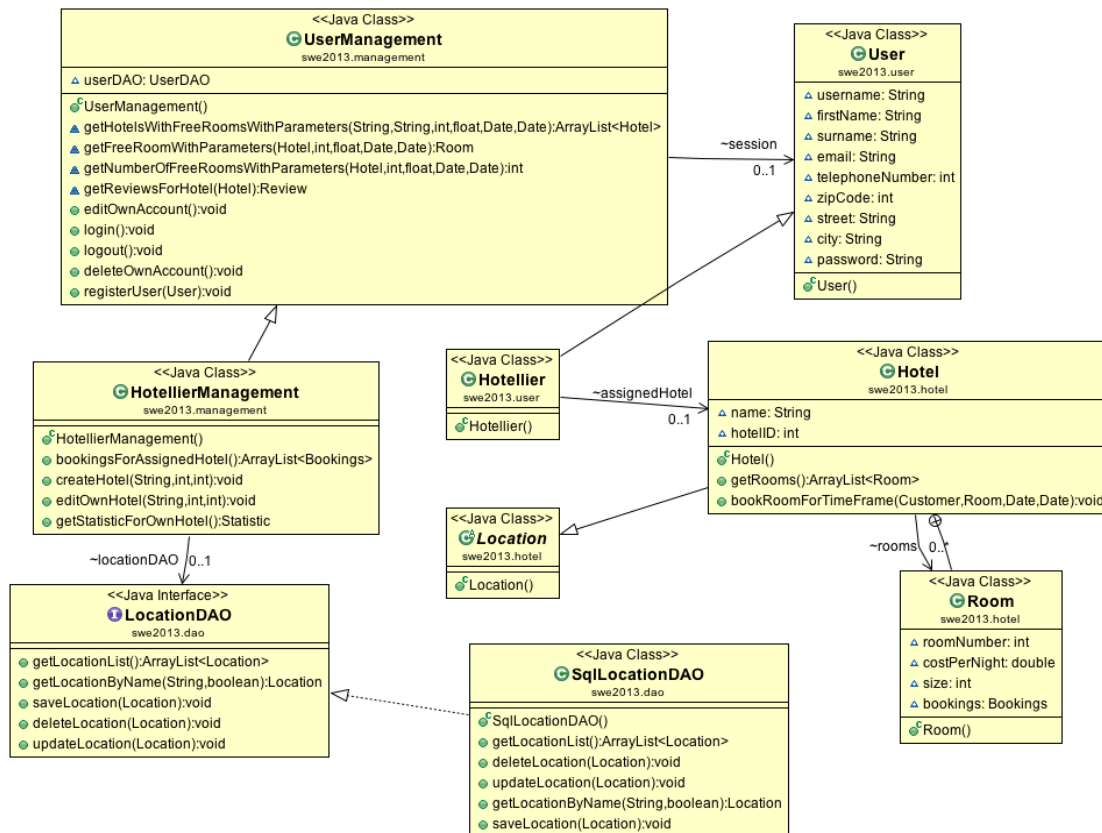 <<Java Class>>
UserManagement
swe2013.management
userDAO: UserDAO
UserManagement()
getHotelsWithFreeRoomsWithParameters(String,String,int,float,Date,Date):ArrayList<Hotel>
getFreeRoomWithParameters(Hotel,int,float,Date,Date):Room
getNumberOfFreeRoomsWithParameters(Hotel,int,float,Date,Date):int
getReviewsForHotel(Hotel):Review
editOwnAccount():void
login():void
logout():void
deleteOwnAccount():void
registerUser(User):void
~session
0..1
<<Java Class>>
User
swe2013.user
username: String
firstName: String
surname: String
email: String
telephoneNumber: int
zipCode: int
street: String
city: String
password: String
User()
<<Java Class>>
HotellierManagement
swe2013.management
HotellierManagement()
bookingsForAssignedHotel():ArrayList<Bookings>
createHotel(String,int,int):void
editOwnHotel(String,int,int):void
getStatisticForOwnHotel():Statistic
<<Java Class>>
Hotellier
swe2013.user
Hotellier()
~assignedHotel
0..1
<<Java Class>>
Hotel
swe2013.hotel
name: String
hotelID: int
Hotel()
getRooms():ArrayList<Room>
bookRoomForTimeFrame(Customer,Room,Date,Date):void
<<Java Class>>
Location
swe2013.hotel
Location()
~rooms
0..*
~locationDAO
0..1
<<Java Interface>>
LocationDAO
swe2013.dao
getLocationList():ArrayList<Location>
getLocationByName(String,boolean):Location
saveLocation(Location):void
deleteLocation(Location):void
updateLocation(Location):void
<<Java Class>>
SqlLocationDAO
swe2013.dao
SqlLocationDAO()
getLocationList():ArrayList<Location>
deleteLocation(Location):void
updateLocation(Location):void
getLocationByName(String,boolean):Location
saveLocation(Location):void
<<Java Class>>
Room
swe2013.hotel
roomNumber: int
costPerNight: double
size: int
bookings: Bookings
Room()